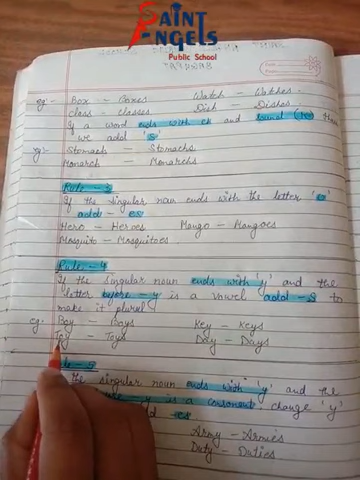 SAINT
ANGELS
Public School
eg:- Box - Boxes Watch - Watches
Class - Classes Dish - Dishes
If a word ends with ch and sound (k) then
we add 's'
eg:- Stomach - Stomachs
Monarch - Monarchs
Rule - 3
If the singular noun ends with the letter 'o'
add - es
Hero - Heroes Mango - Mangoes
Mosquito - Mosquitoes.
Rule - 4
If the singular noun ends with 'y' and the
letter before - y is a vowel add - s to
make it plural
eg:- Boy - Boys Key - Keys
Toy - Toys Day - Days
- 5
the singular noun ends with 'y' and the
- y is a consonant, change 'y'
es
Army - Armies
Duty - Duties